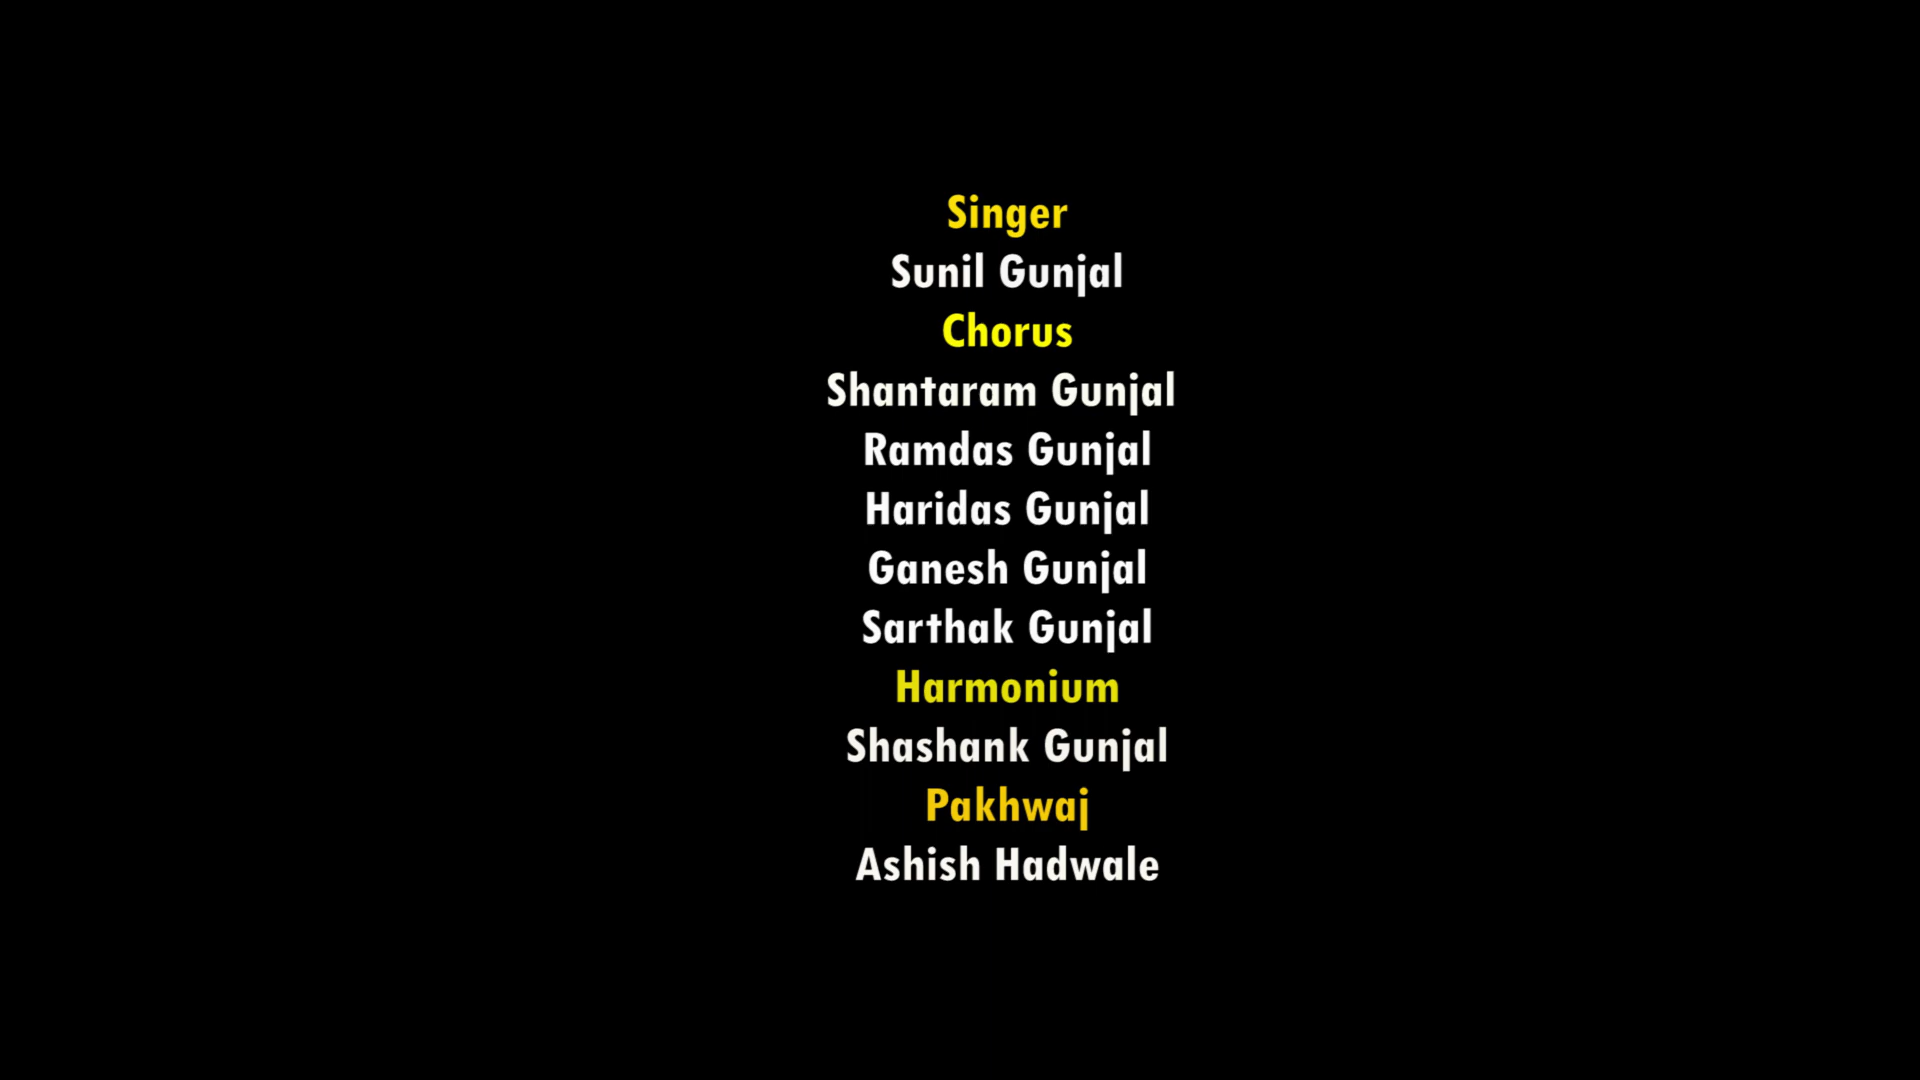 Singer
Sunil Gunjal
Chorus
Shantaram Gunjal
Ramdas Gunjal
Haridas Gunjal
Ganesh Gunjal
Sarthak Gunjal
Harmonium
Shashank Gunjal
Pakhwaj
Ashish Hadwale